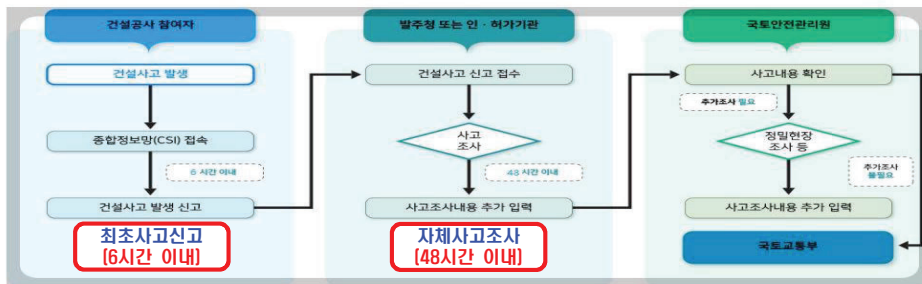 건설공사 참여자
건설사고 발생
종합정보망(CSI) 접속
6 시간 이내
건설사고 발생 신고
최초사고신고
(6시간 이내)
발주청 또는 인·허가기관
건설사고 신고 접수
사고
조사
48 시간 이내
사고조사내용 추가 입력
자체사고조사
(48시간 이내)
국토안전관리원
사고내용 확인
추가조사 필요
정밀현장
조사 등
추가조사
불필요
사고조사내용 추가 입력
국토교통부